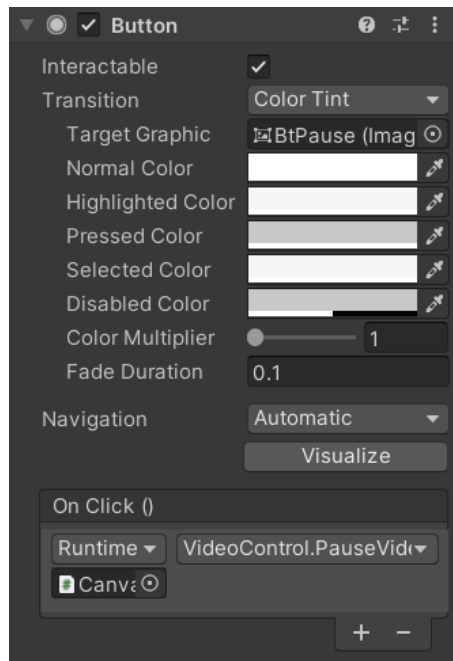 Button
Interactable
Transition Color Tint
Target Graphic BtPause (Imag
Normal Color
Highlighted Color
Pressed Color
Selected Color
Disabled Color
Color Multiplier 1
Fade Duration 0.1
Navigation Automatic
Visualize
On Click ()
Runtime VideoControl.PauseVide
Canva
+ −